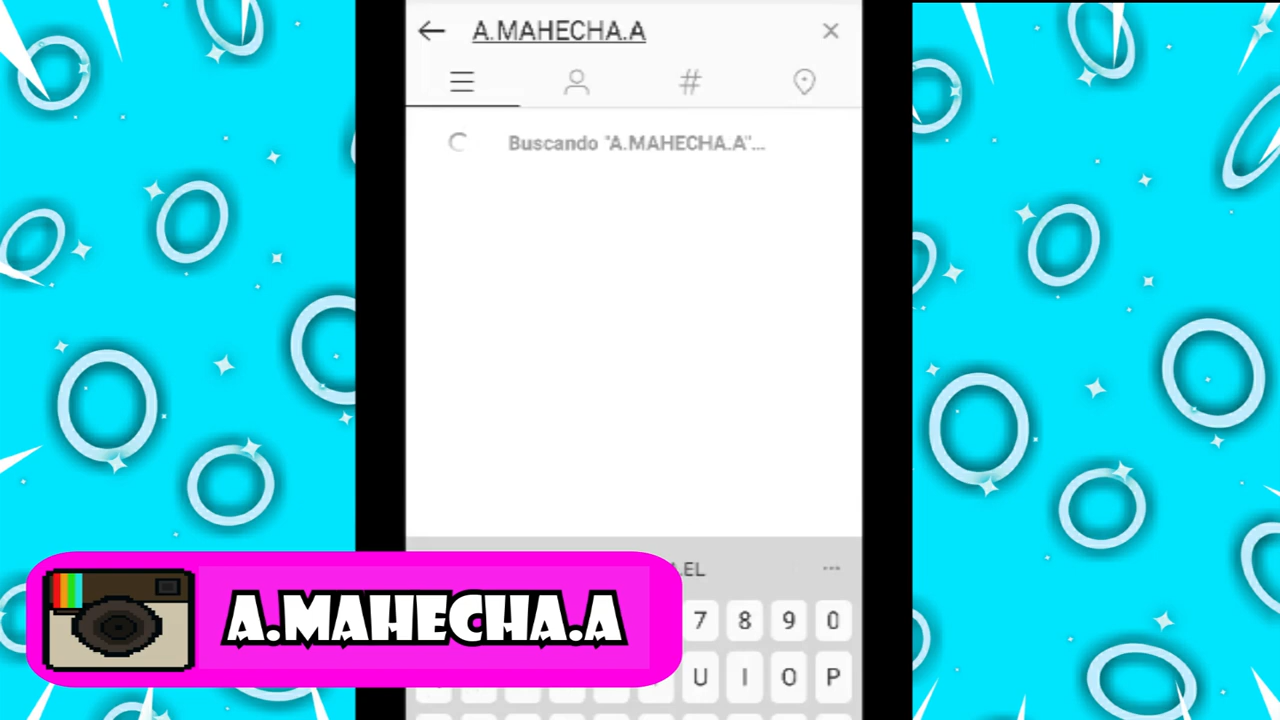 A.MAHECHA.A
#
Buscando "A.MAHECHA.A"...
.EL ...
7 8 9 0
U I O P
A.MAHECHA.A